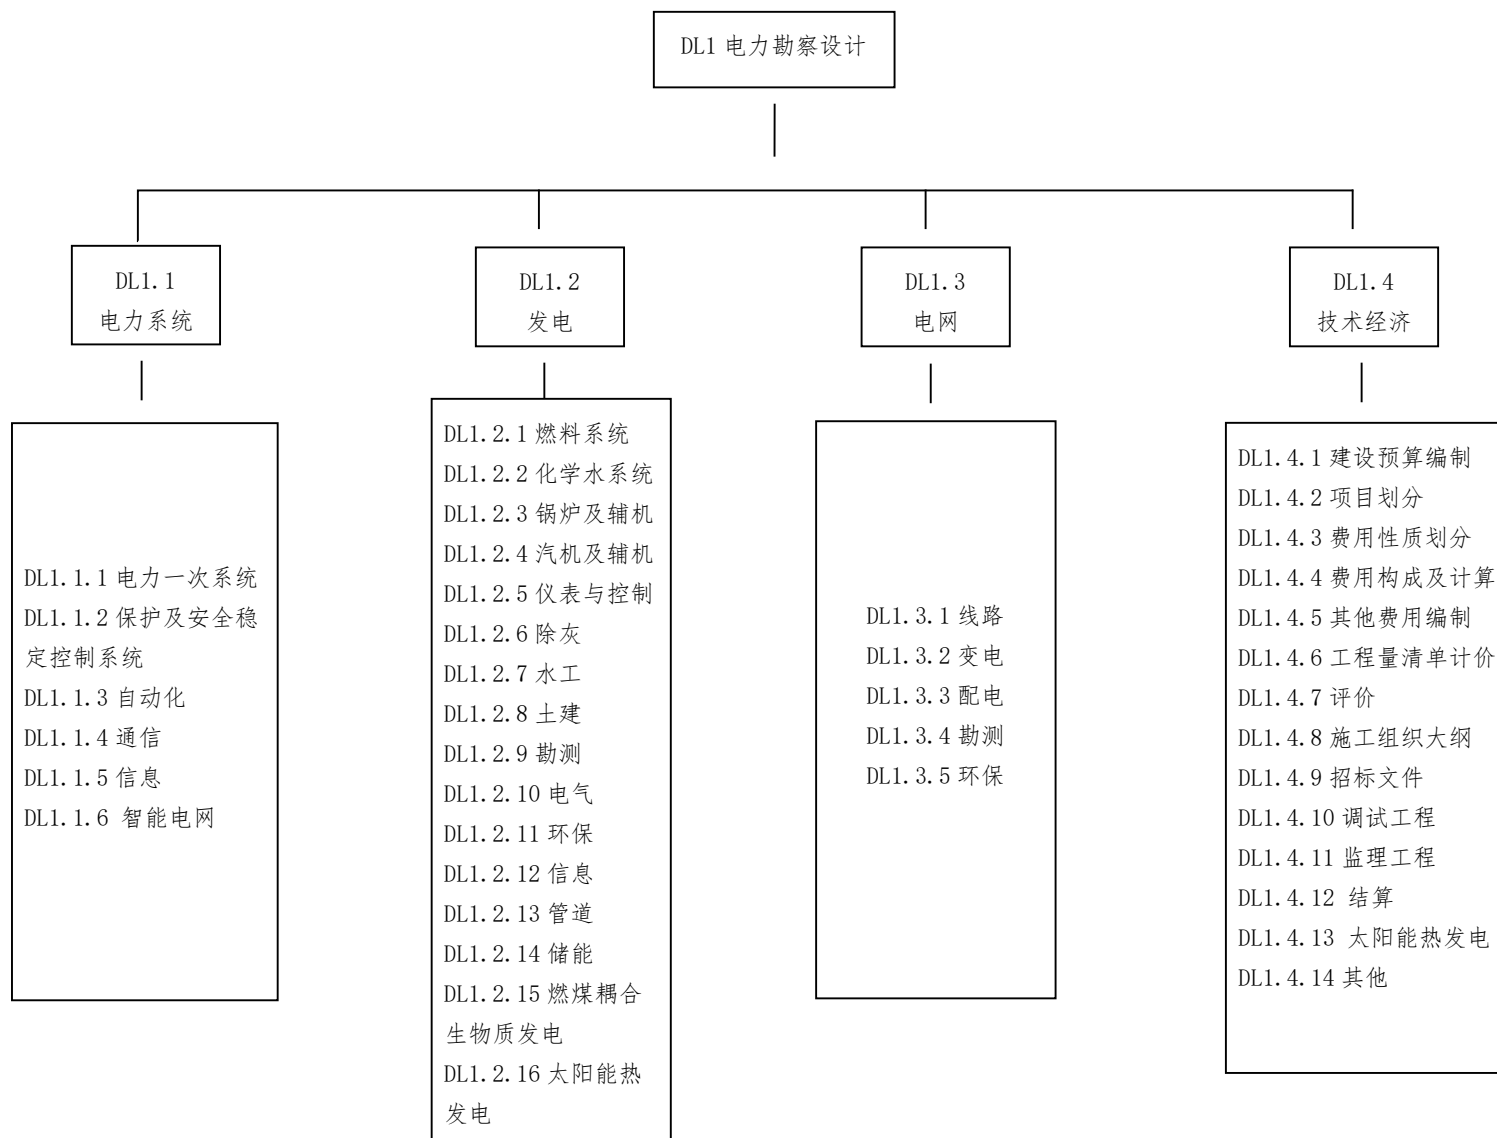 DL1 电力勘察设计
DL1.1
电力系统
DL1.2
发电
DL1.3
电网
DL1.4
技术经济
DL1.1.1 电力一次系统
DL1.1.2 保护及安全稳
定控制系统
DL1.1.3 自动化
DL1.1.4 通信
DL1.1.5 信息
DL1.1.6 智能电网
DL1.2.1 燃料系统
DL1.2.2 化学水系统
DL1.2.3 锅炉及辅机
DL1.2.4 汽机及辅机
DL1.2.5 仪表与控制
DL1.2.6 除灰
DL1.2.7 水工
DL1.2.8 土建
DL1.2.9 勘测
DL1.2.10 电气
DL1.2.11 环保
DL1.2.12 信息
DL1.2.13 管道
DL1.2.14 储能
DL1.2.15 燃煤耦合
生物质发电
DL1.2.16 太阳能热
发电
DL1.3.1 线路
DL1.3.2 变电
DL1.3.3 配电
DL1.3.4 勘测
DL1.3.5 环保
DL1.4.1 建设预算编制
DL1.4.2 项目划分
DL1.4.3 费用性质划分
DL1.4.4 费用构成及计算
DL1.4.5 其他费用编制
DL1.4.6 工程量清单计价
DL1.4.7 评价
DL1.4.8 施工组织大纲
DL1.4.9 招标文件
DL1.4.10 调试工程
DL1.4.11 监理工程
DL1.4.12 结算
DL1.4.13 太阳能热发电
DL1.4.14 其他